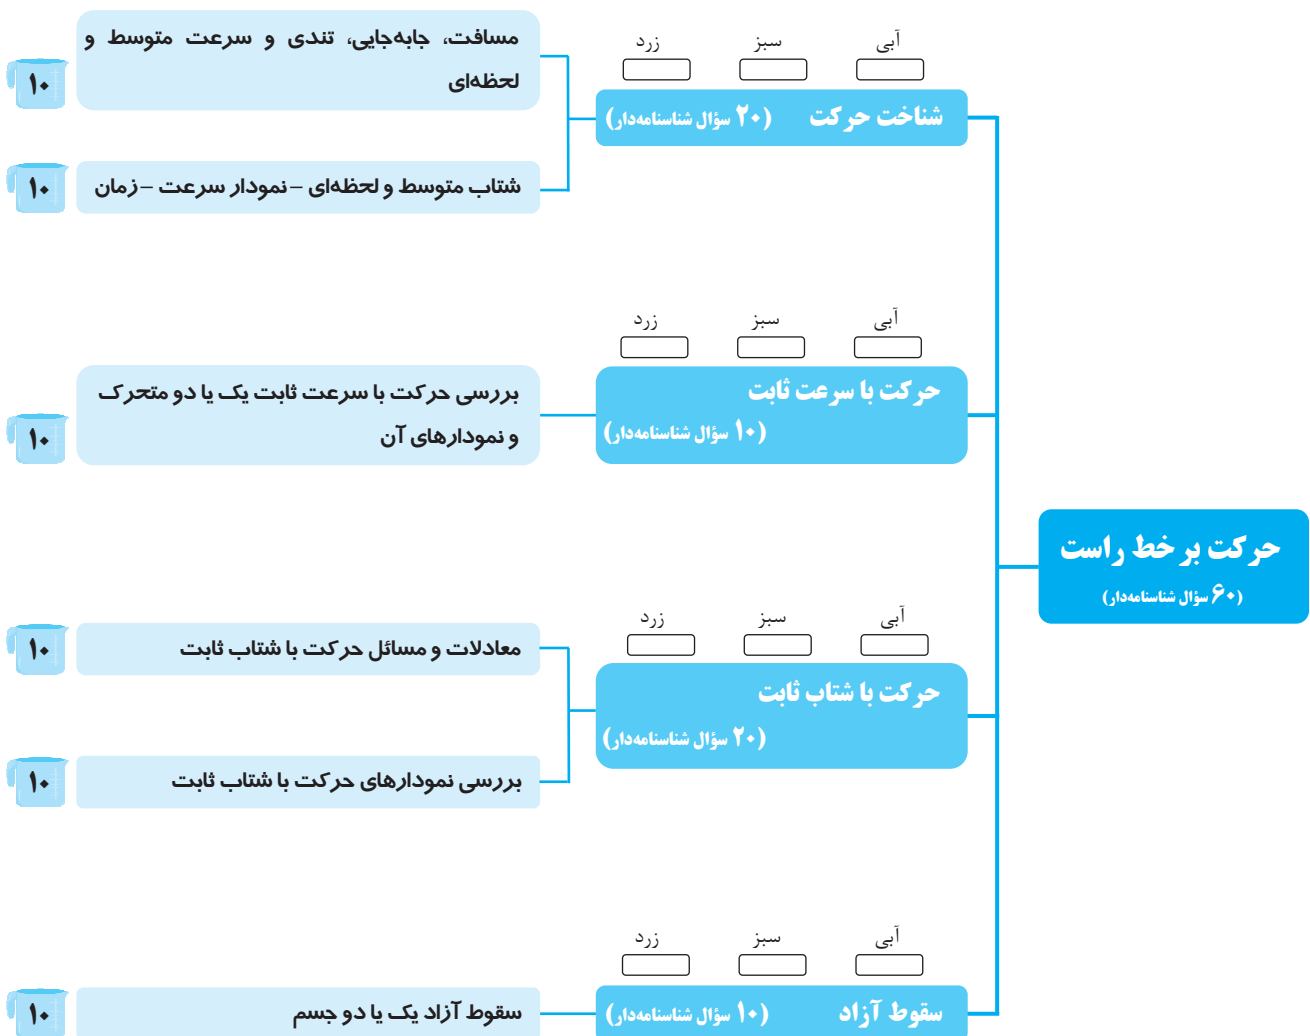 حرکت بر خط راست
(۶۰ سؤال شناسنامه‌دار)
آبی سبز زرد
شناخت حرکت (۲۰ سؤال شناسنامه‌دار)
مسافت، جابه‌جایی، تندی و سرعت متوسط و
لحظه‌ای
۱۰
شتاب متوسط و لحظه‌ای – نمودار سرعت – زمان
۱۰
آبی سبز زرد
حرکت با سرعت ثابت
(۱۰ سؤال شناسنامه‌دار)
بررسی حرکت با سرعت ثابت یک یا دو متحرک
و نمودارهای آن
۱۰
آبی سبز زرد
حرکت با شتاب ثابت
(۲۰ سؤال شناسنامه‌دار)
معادلات و مسائل حرکت با شتاب ثابت
۱۰
بررسی نمودارهای حرکت با شتاب ثابت
۱۰
آبی سبز زرد
سقوط آزاد (۱۰ سؤال شناسنامه‌دار)
سقوط آزاد یک یا دو جسم
۱۰